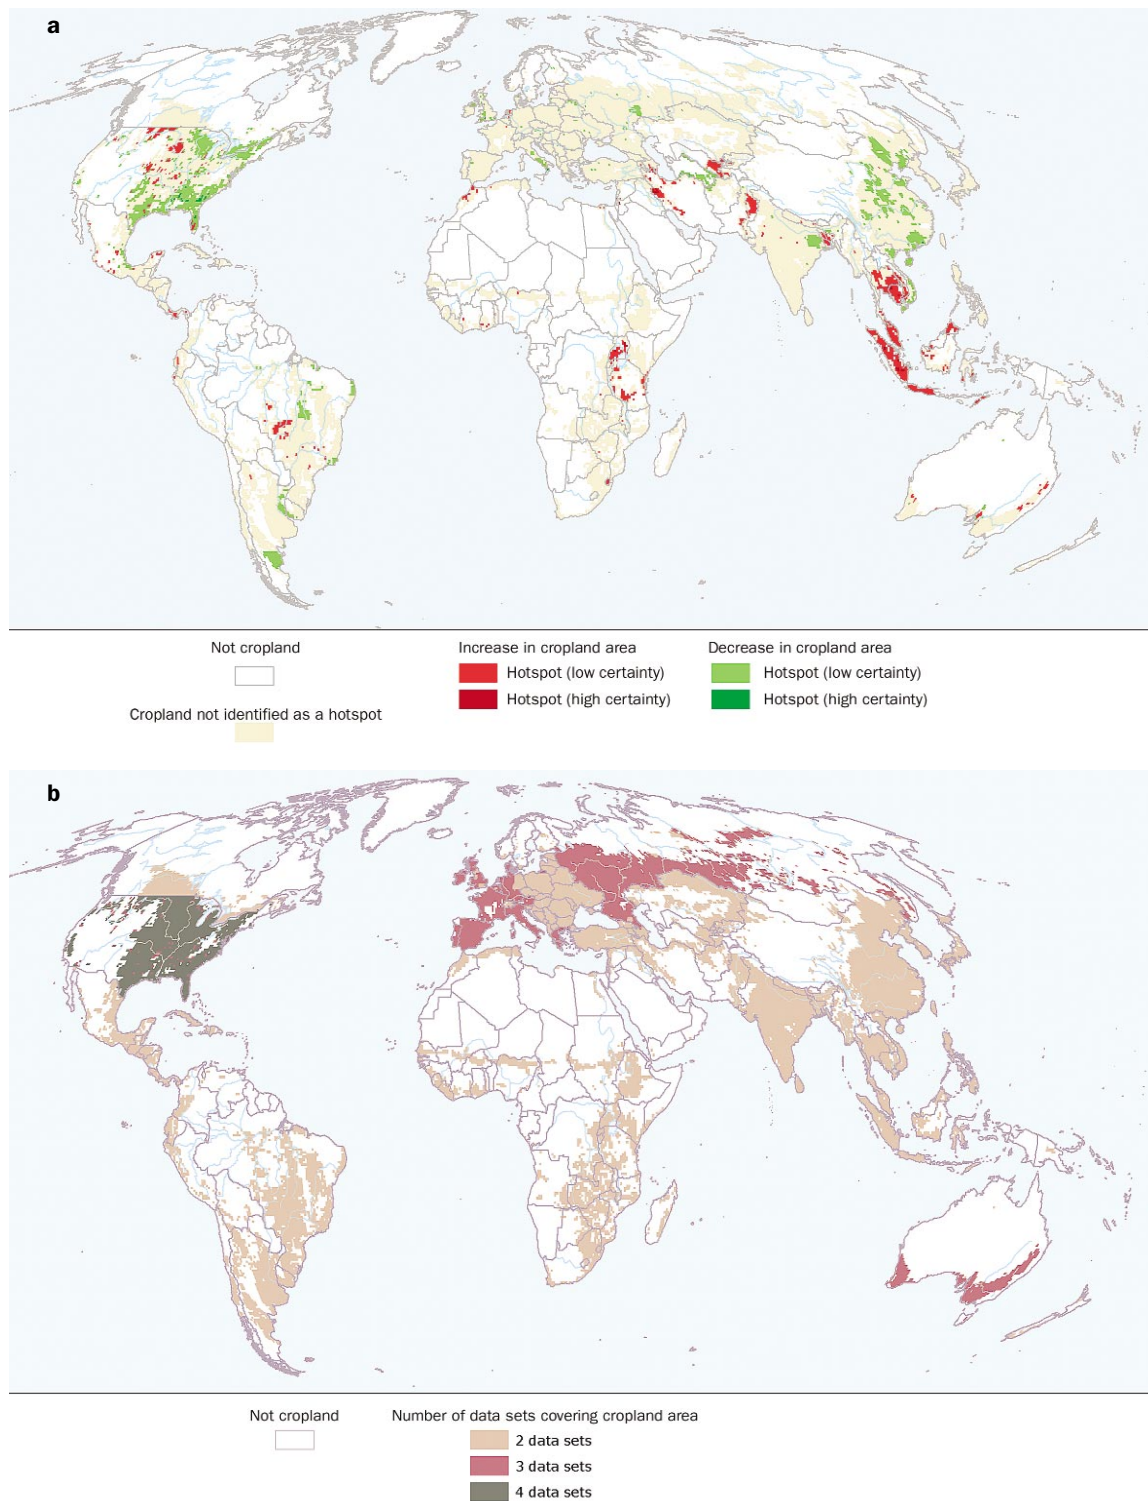 a
Not cropland
Cropland not identified as a hotspot
Increase in cropland area
Hotspot (low certainty)
Hotspot (high certainty)
Decrease in cropland area
Hotspot (low certainty)
Hotspot (high certainty)
b
Not cropland
Number of data sets covering cropland area
2 data sets
3 data sets
4 data sets